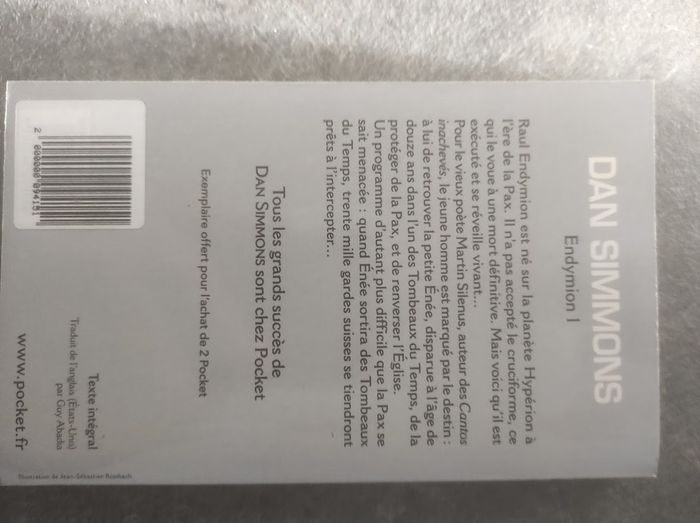 DAN SIMMONS
Endymion I
Raul Endymion est né sur la planète Hypérion à
l'ère de la Pax. Il n'a pas accepté le cruciforme, ce
qui le voue à une mort définitive. Mais voici qu'il est
exécuté et se réveille vivant...
Pour le vieux poète Martin Silenus, auteur des Cantos
inachevés, le jeune homme est marqué par le destin :
à lui de retrouver la petite Énée, disparue à l'âge de
douze ans dans l'un des Tombeaux du Temps, de la
protéger de la Pax, et de renverser l'Église.
Un programme d'autant plus difficile que la Pax se
sait menacée : quand Énée sortira des Tombeaux
du Temps, trente mille gardes suisses se tiendront
prêts à l'intercepter...
Tous les grands succès de
DAN SIMMONS sont chez Pocket
Exemplaire offert pour l'achat de 2 Pocket
Texte intégral
Traduit de l'anglais (États-Unis)
par Guy Abadia
www.pocket.fr
2 000000 094151
Illustration de Jean-Sébastien Rossbach